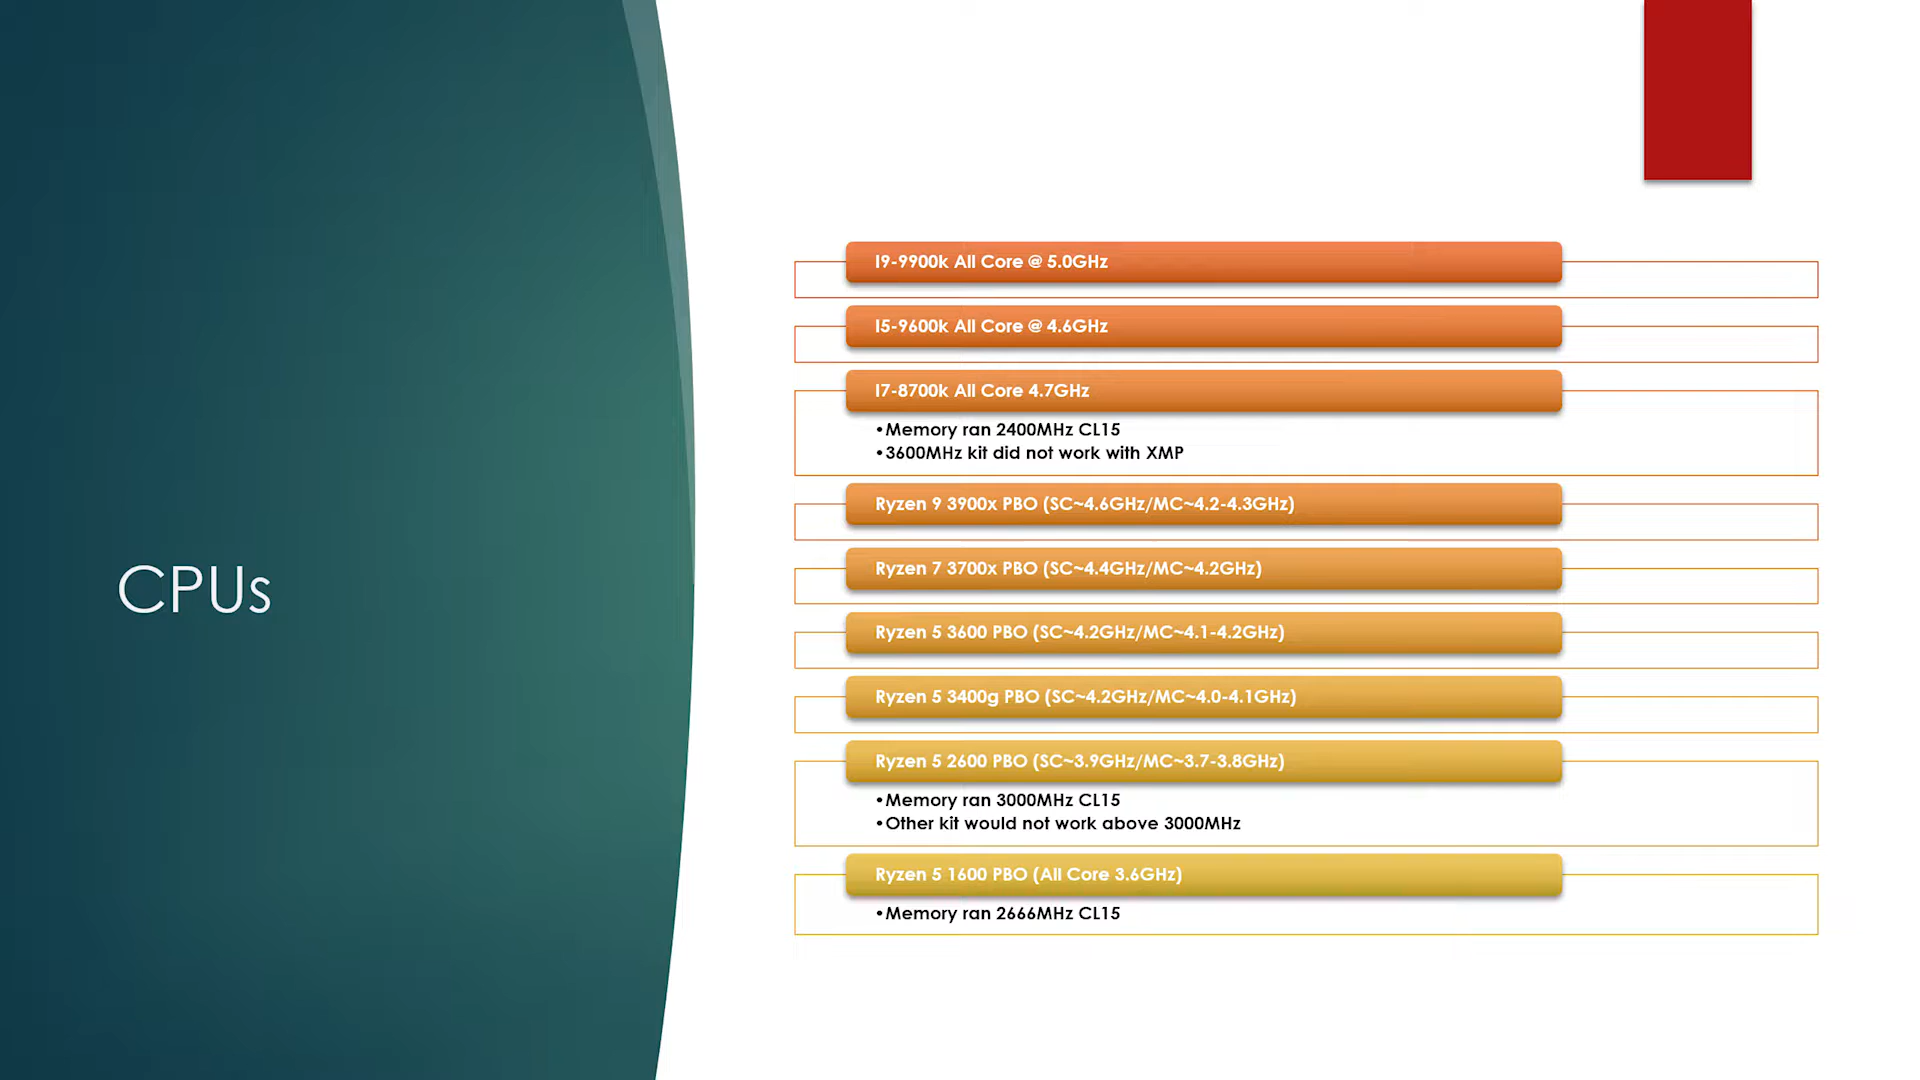 CPUs
I9-9900k All Core @ 5.0GHz
I5-9600k All Core @ 4.6GHz
I7-8700k All Core 4.7GHz
•Memory ran 2400MHz CL15
•3600MHz kit did not work with XMP
Ryzen 9 3900x PBO (SC~4.6GHz/MC~4.2-4.3GHz)
Ryzen 7 3700x PBO (SC~4.4GHz/MC~4.2GHz)
Ryzen 5 3600 PBO (SC~4.2GHz/MC~4.1-4.2GHz)
Ryzen 5 3400g PBO (SC~4.2GHz/MC~4.0-4.1GHz)
Ryzen 5 2600 PBO (SC~3.9GHz/MC~3.7-3.8GHz)
•Memory ran 3000MHz CL15
•Other kit would not work above 3000MHz
Ryzen 5 1600 PBO (All Core 3.6GHz)
•Memory ran 2666MHz CL15